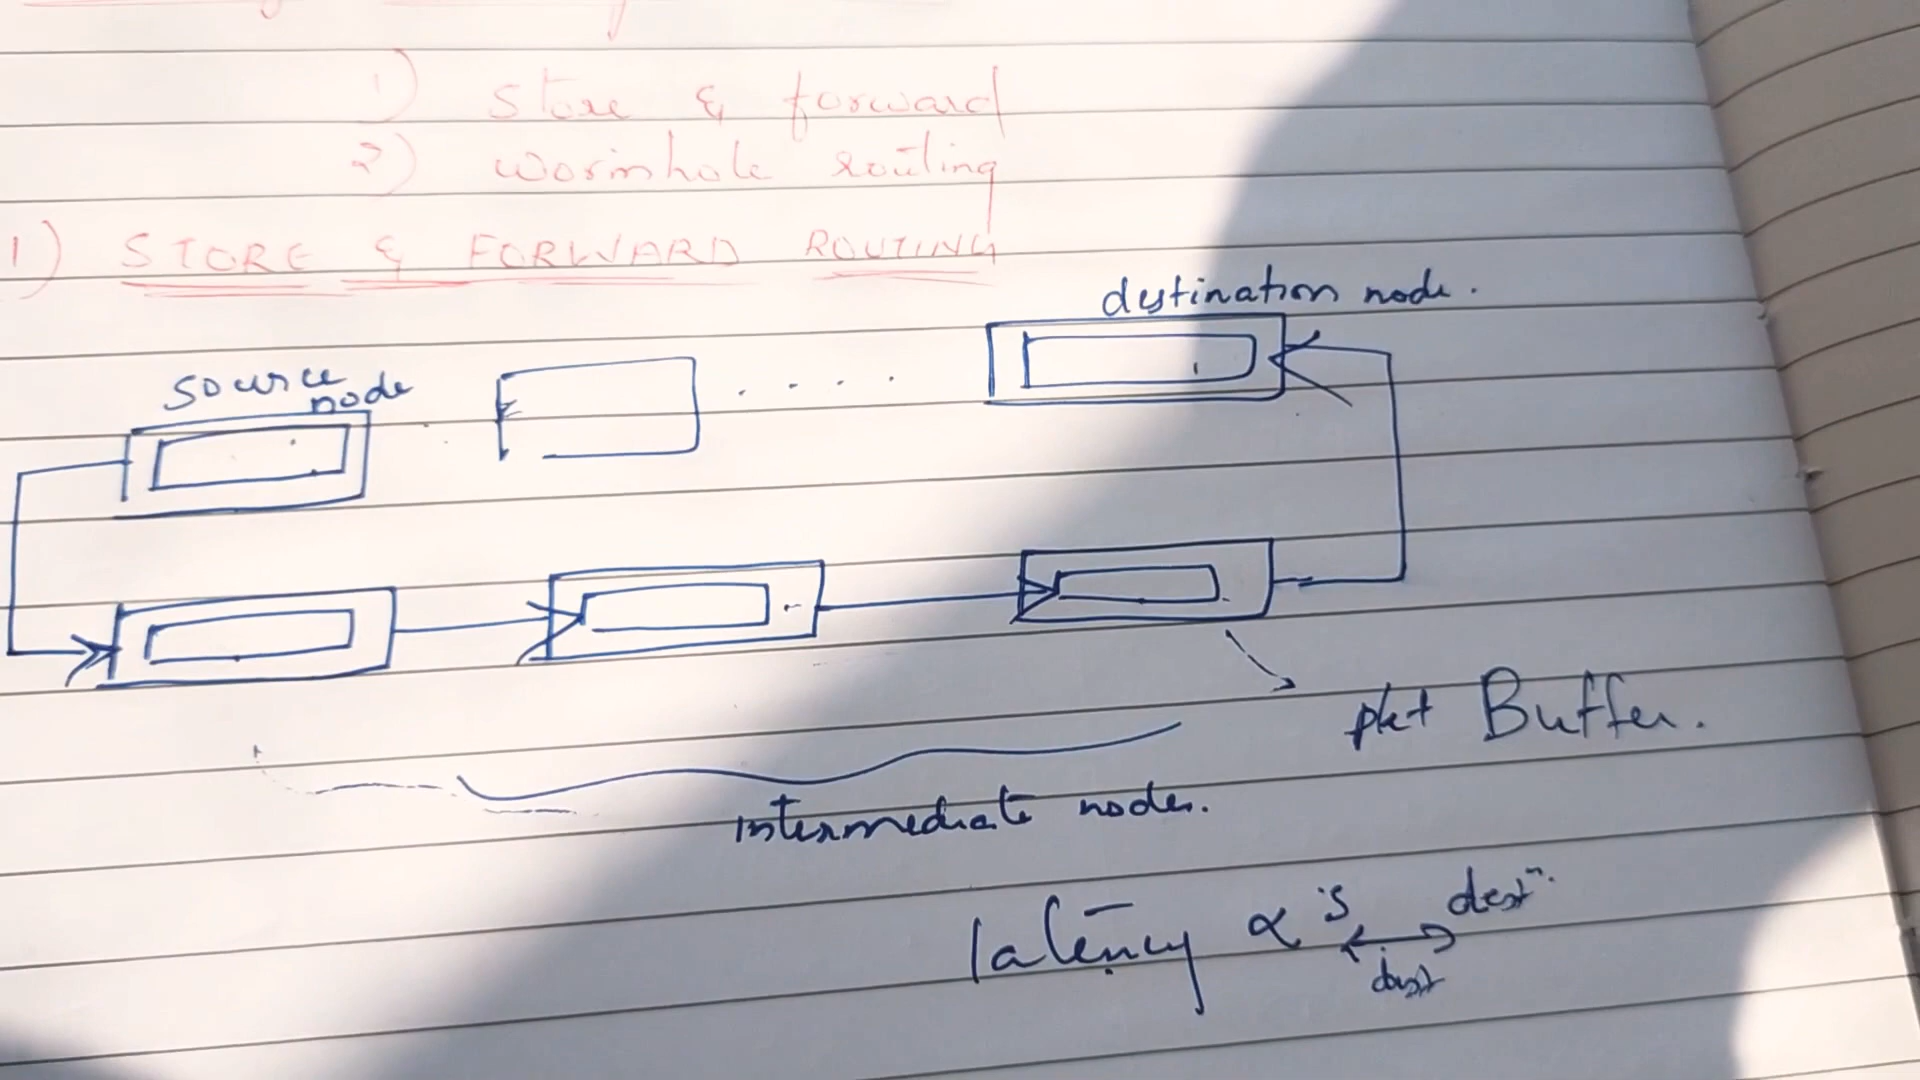 1) Store & forward
2) wormhole routing
1) STORE & FORWARD ROUTING
destination node.
source node
pkt Buffer.
intermediate nodes.
latency ∝ S dest^n.
dist